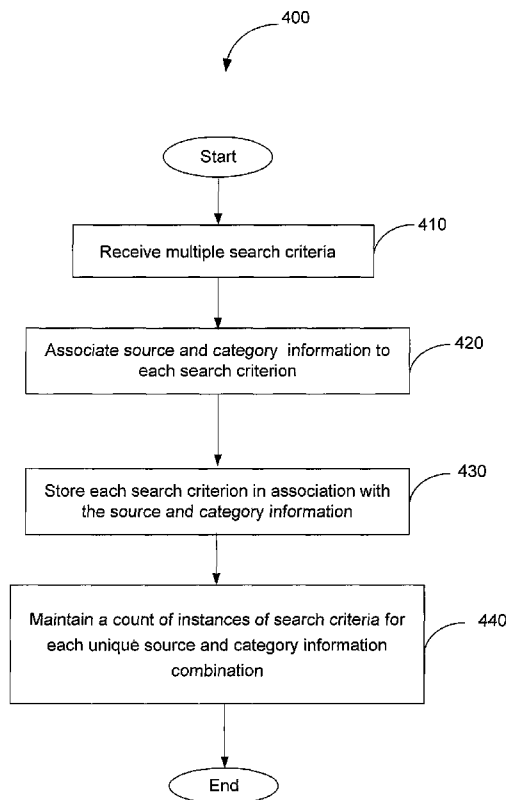 400
Start
410
Receive multiple search criteria
420
Associate source and category information to
each search criterion
430
Store each search criterion in association with
the source and category information
440
Maintain a count of instances of search criteria for
each unique source and category information
combination
End